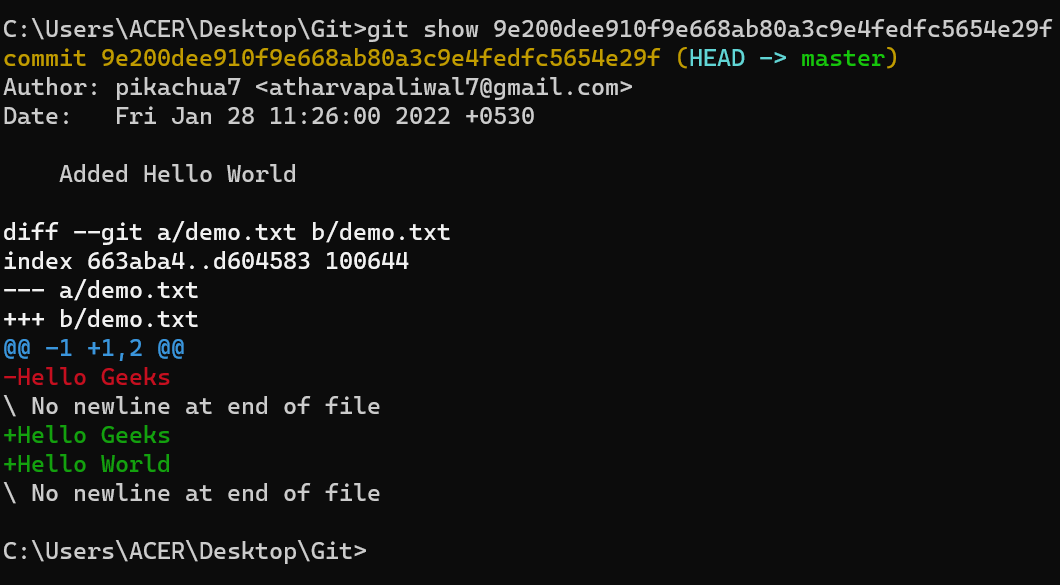 C:\Users\ACER\Desktop\Git>git show 9e200dee910f9e668ab80a3c9e4fedfc5654e29f
commit 9e200dee910f9e668ab80a3c9e4fedfc5654e29f (HEAD -> master)
Author: pikachua7 <atharvapaliwal7@gmail.com>
Date:   Fri Jan 28 11:26:00 2022 +0530

    Added Hello World

diff --git a/demo.txt b/demo.txt
index 663aba4..d604583 100644
--- a/demo.txt
+++ b/demo.txt
@@ -1 +1,2 @@
-Hello Geeks
\ No newline at end of file
+Hello Geeks
+Hello World
\ No newline at end of file

C:\Users\ACER\Desktop\Git>